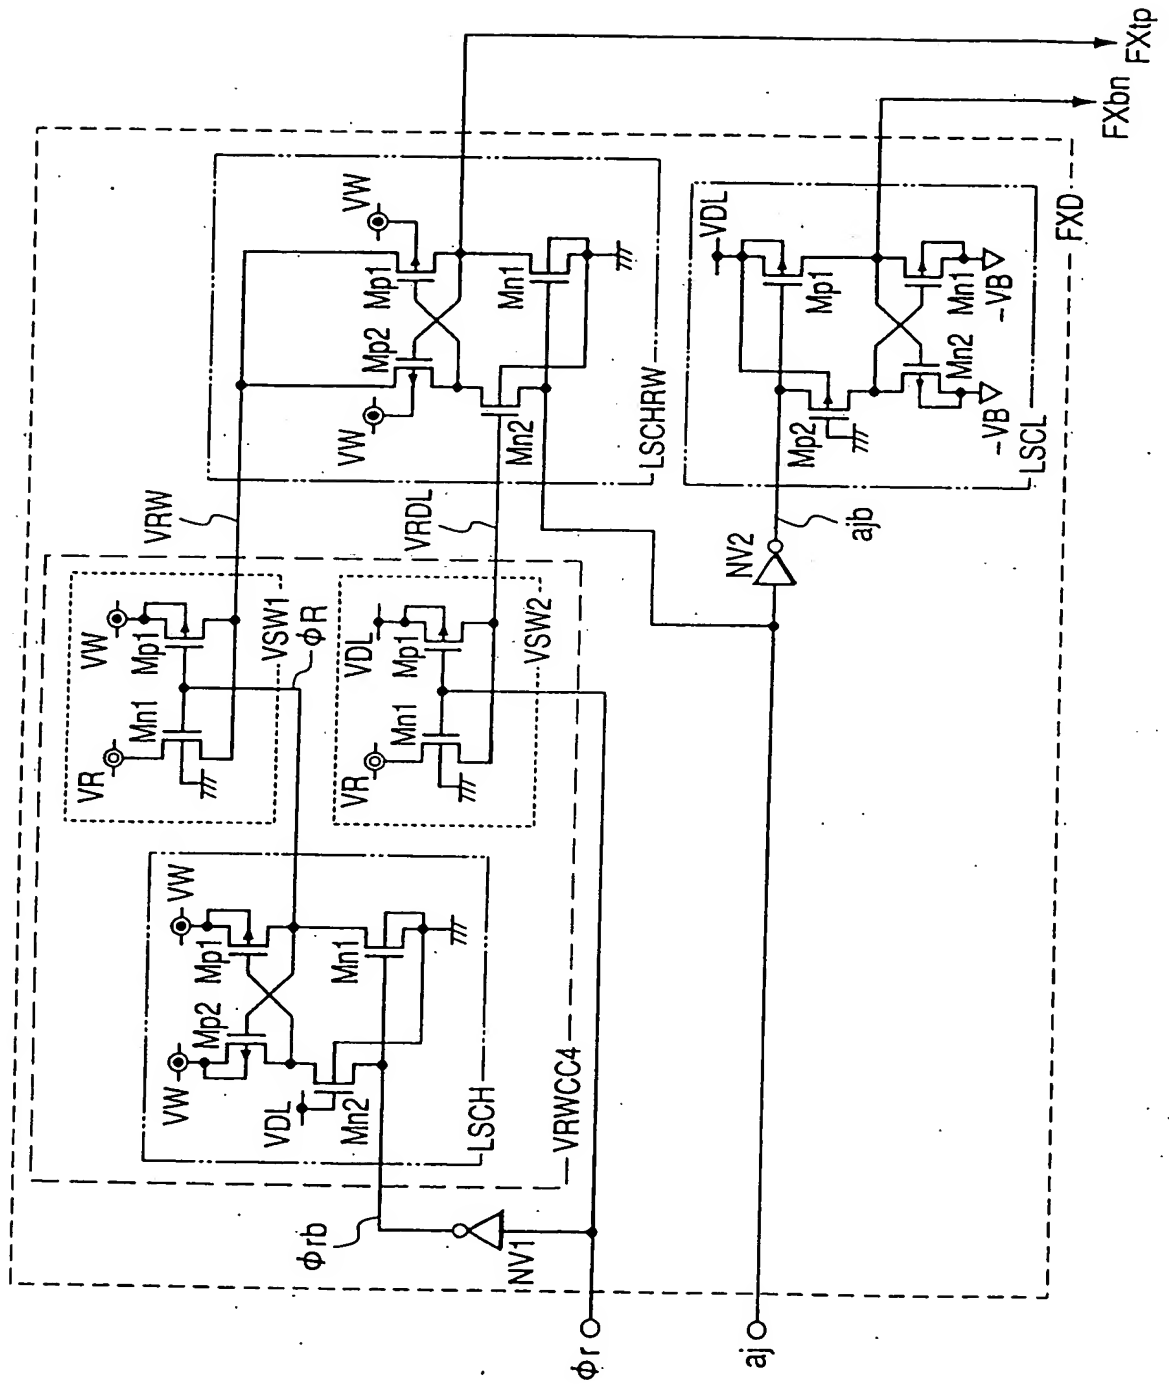 FXtp
FXbn
FXD
VW
Mp1
Mp2
VW
Mn1
Mn2
LSCHRW
VDL
Mp1
Mp2
Mn1
Mn2
-VB
-VB
LSCL
VRW
VRDL
ajb
NV2
VW
VR
Mn1
Mp1
VSW1
ϕR
VDL
VR
Mn1
Mp1
VSW2
VW
VW
Mp1
Mp2
Mn1
Mn2
VDL
LSCH
VRWCC4
ϕrb
NV1
ϕr
aj